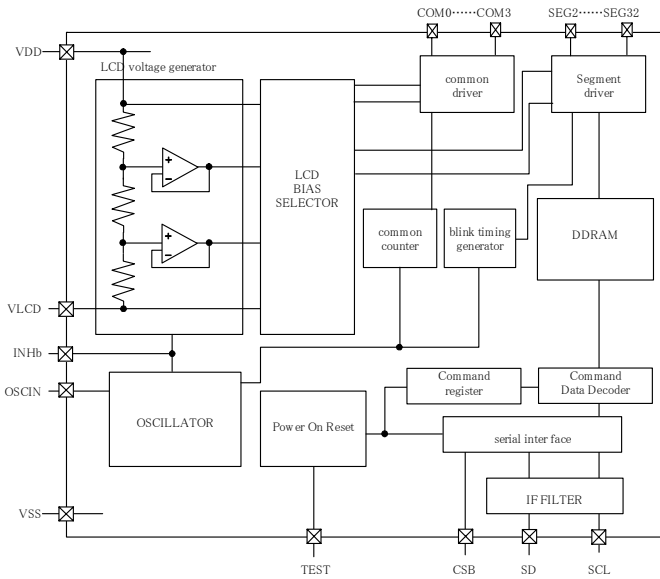 COM0……COM3 SEG2……SEG32
VDD
LCD voltage generator
common
driver
Segment
driver
+
−
LCD
BIAS
SELECTOR
common
counter
blink timing
generator
DDRAM
+
−
VLCD
INHb
OSCIN
OSCILLATOR
Power On Reset
Command
register
Command
Data Decoder
serial inter face
IF FILTER
VSS
TEST CSB SD SCL